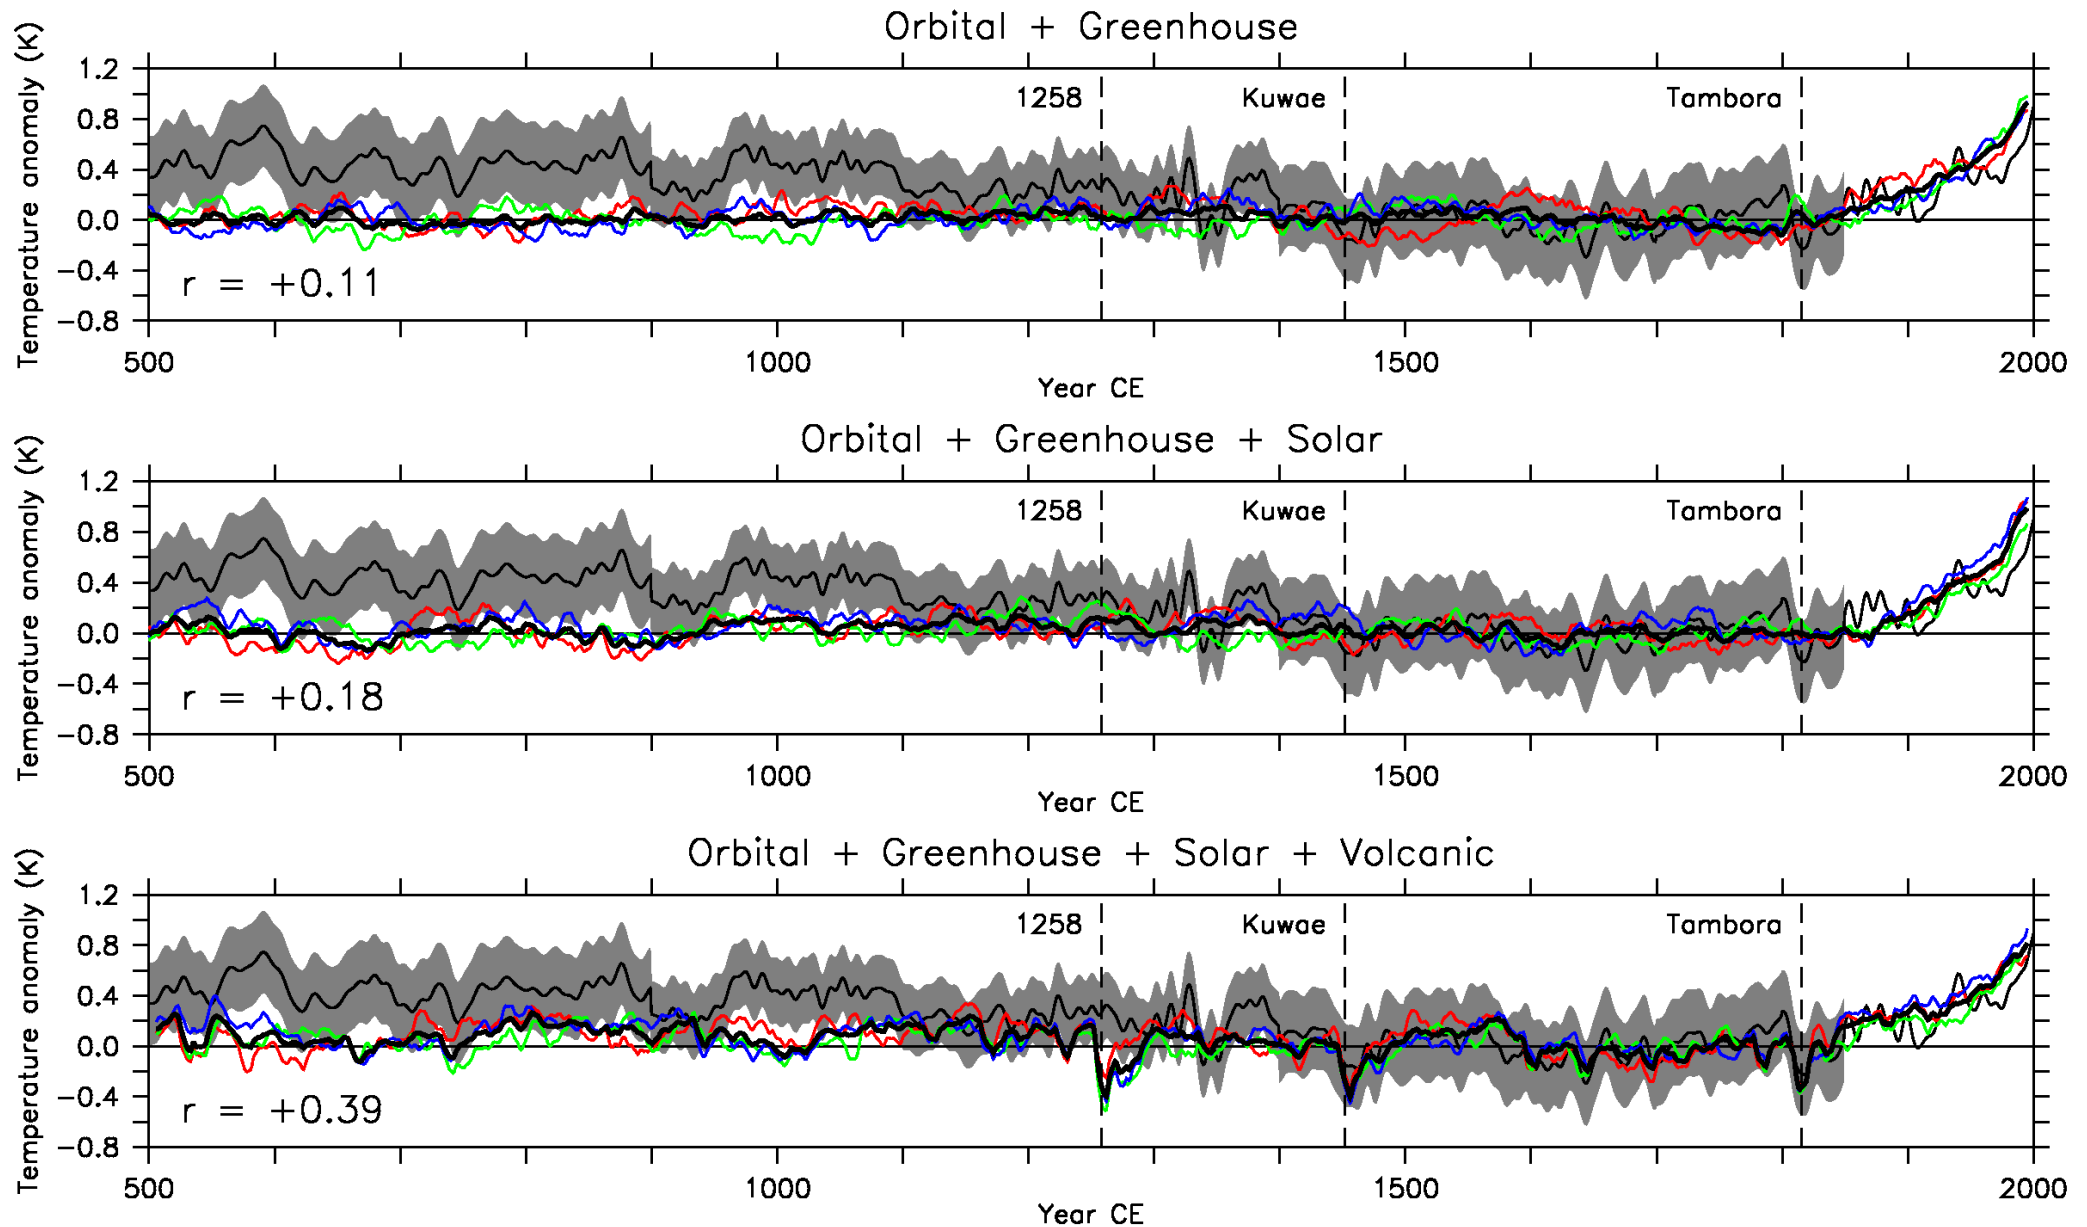 Orbital + Greenhouse
Temperature anomaly (K)
1.2
0.8
0.4
0.0
−0.4
−0.8
1258
Kuwae
Tambora
r = +0.11
500
1000
1500
2000
Year CE
Orbital + Greenhouse + Solar
Temperature anomaly (K)
1.2
0.8
0.4
0.0
−0.4
−0.8
1258
Kuwae
Tambora
r = +0.18
500
1000
1500
2000
Year CE
Orbital + Greenhouse + Solar + Volcanic
Temperature anomaly (K)
1.2
0.8
0.4
0.0
−0.4
−0.8
1258
Kuwae
Tambora
r = +0.39
500
1000
1500
2000
Year CE